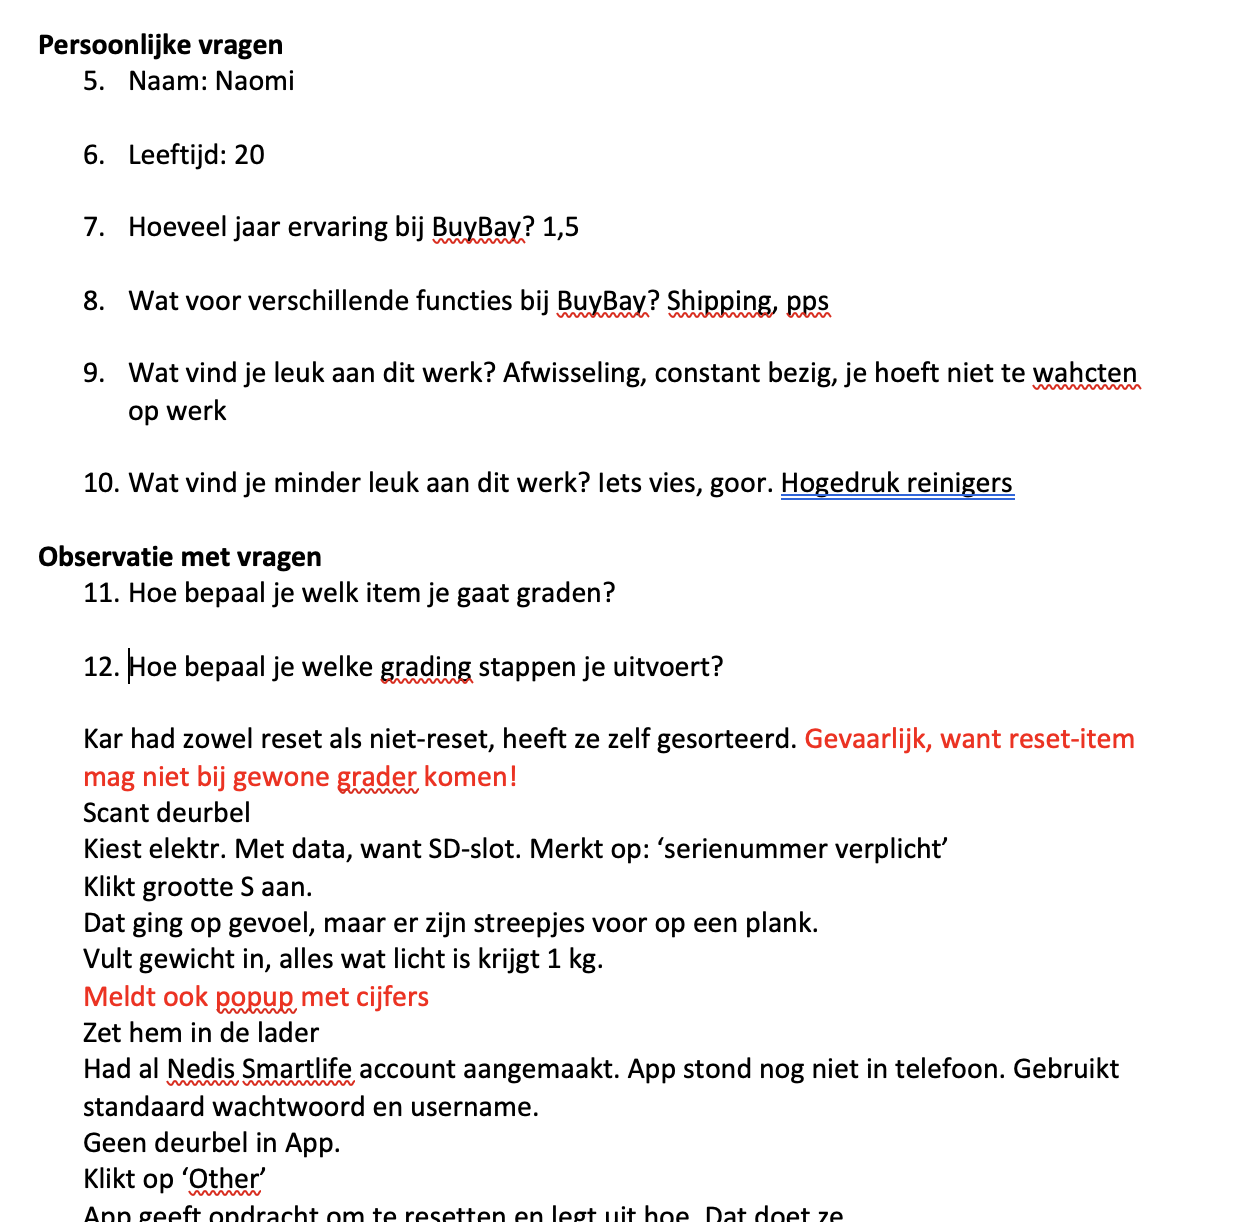 Persoonlijke vragen
5. Naam: Naomi
6. Leeftijd: 20
7. Hoeveel jaar ervaring bij BuyBay? 1,5
8. Wat voor verschillende functies bij BuyBay? Shipping, pps
9. Wat vind je leuk aan dit werk? Afwisseling, constant bezig, je hoeft niet te wahcten
op werk
10. Wat vind je minder leuk aan dit werk? Iets vies, goor. Hogedruk reinigers
Observatie met vragen
11. Hoe bepaal je welk item je gaat graden?
12. Hoe bepaal je welke grading stappen je uitvoert?
Kar had zowel reset als niet-reset, heeft ze zelf gesorteerd. Gevaarlijk, want reset-item
mag niet bij gewone grader komen!
Scant deurbel
Kiest elektr. Met data, want SD-slot. Merkt op: ‘serienummer verplicht’
Klikt grootte S aan.
Dat ging op gevoel, maar er zijn streepjes voor op een plank.
Vult gewicht in, alles wat licht is krijgt 1 kg.
Meldt ook popup met cijfers
Zet hem in de lader
Had al Nedis Smartlife account aangemaakt. App stond nog niet in telefoon. Gebruikt
standaard wachtwoord en username.
Geen deurbel in App.
Klikt op ‘Other’
App geeft opdracht om te resetten en legt uit hoe. Dat doet ze